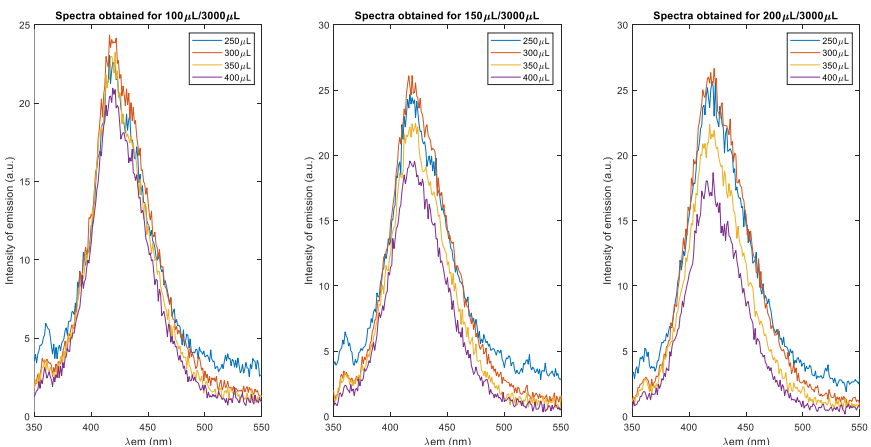 Spectra obtained for 100μL/3000μL
Intensity of emission (a.u.)
25
20
15
10
5
0
350
400
450
500
550
λem (nm)
250μL
300μL
350μL
400μL
Spectra obtained for 150μL/3000μL
Intensity of emission (a.u.)
30
25
20
15
10
5
0
350
400
450
500
550
λem (nm)
250μL
300μL
350μL
400μL
Spectra obtained for 200μL/3000μL
Intensity of emission (a.u.)
30
25
20
15
10
5
0
350
400
450
500
550
λem (nm)
250μL
300μL
350μL
400μL